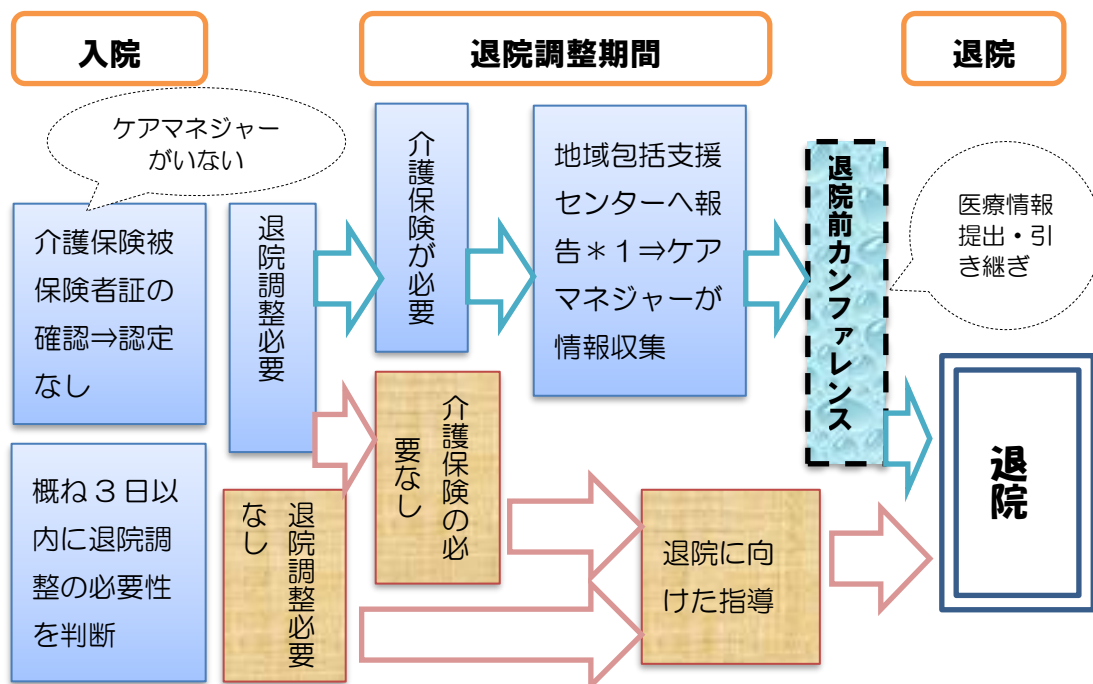 入院
退院調整期間
退院
ケアマネジャー
がいない
介護保険被
保険者証の
確認⇒認定
なし
概ね3日以
内に退院調
整の必要性
を判断
退院調整必要
退院調整必要
なし
介護保険が必要
介護保険の必
要なし
地域包括支援
センターへ報
告*1⇒ケア
マネジャーが
情報収集
退院に向
けた指導
退院前カンファレンス
医療情報
提出・引
き継ぎ
退院